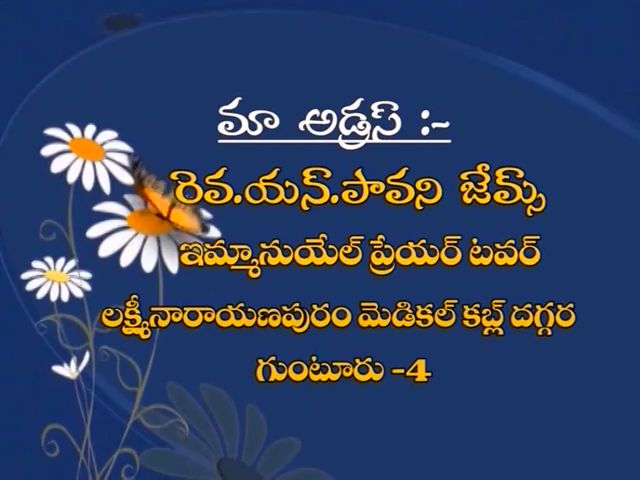 మా అడ్రస్ :-
రెవ.యన్.పావని జేమ్స్
ఇమ్మానుయేల్ ప్రేయర్ టవర్
లక్ష్మీనారాయణపురం మెడికల్ కబ్ల్ దగ్గర
గుంటూరు -4